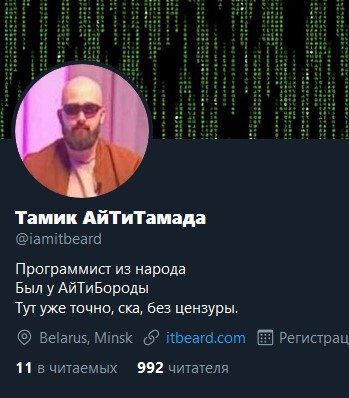 Тамик АйТиТамада
@iamitbeard
Программист из народа
Был у АйТиБороды
Тут уже точно, ска, без цензуры.
Belarus, Minsk itbeard.com Регистрац
11 в читаемых 992 читателя